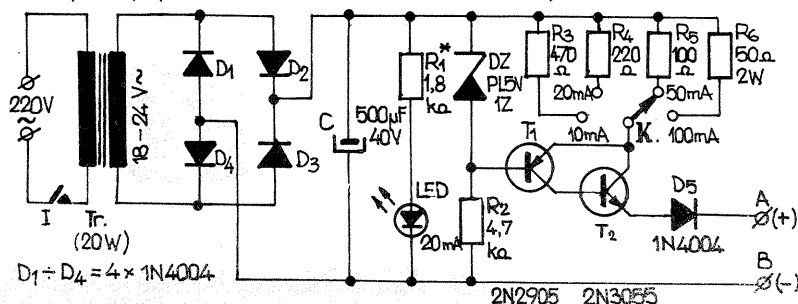 220V
~
I
Tr.
(20W)
18-24V~
D1
D2
D4
D3
D1÷D4=4×1N4004
C
500µF
40V
R1*
1,8
kΩ
LED
20mA
DZ
PL5V
1Z
R2
4,7
kΩ
T1
T2
R3
470
Ω
R4
220
Ω
R5
100
Ω
R6
50Ω
2W
20mA
50mA
10mA
K.
100mA
D5
1N4004
A
(+)
B
(-)
2N2905 2N3055